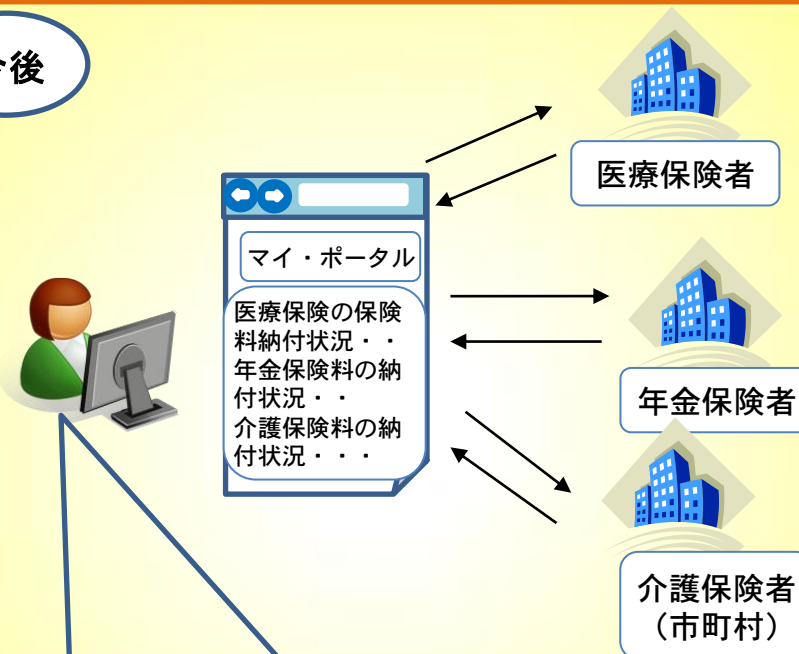 後
医療保険者
マイ・ポータル
医療保険の保険
料納付状況・・
年金保険料の納
付状況・・
介護保険料の納
付状況・・・
年金保険者
介護保険者
（市町村）